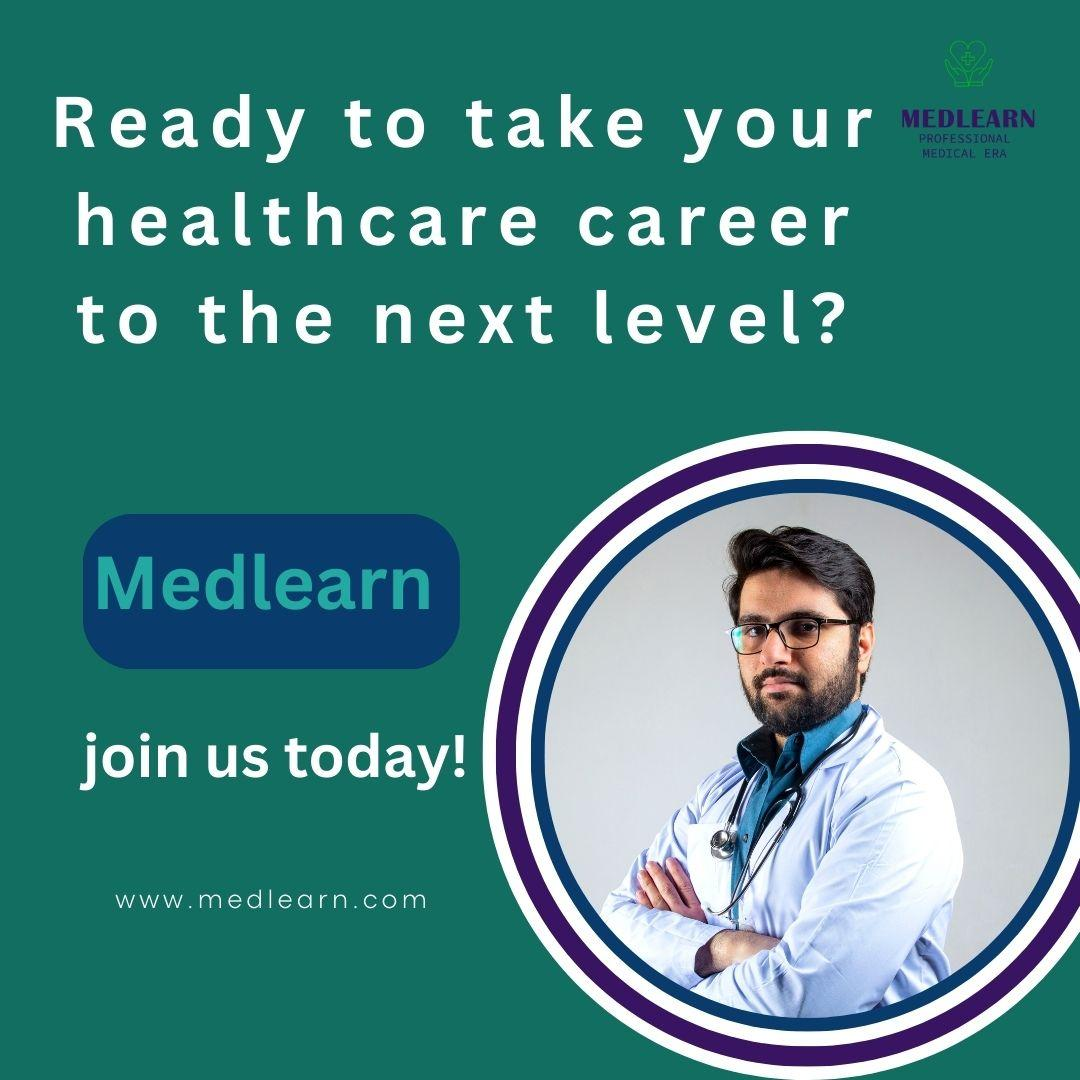 Ready to take your
healthcare career
to the next level?
MEDLEARN
PROFESSIONAL
MEDICAL ERA
Medlearn
join us today!
www.medlearn.com